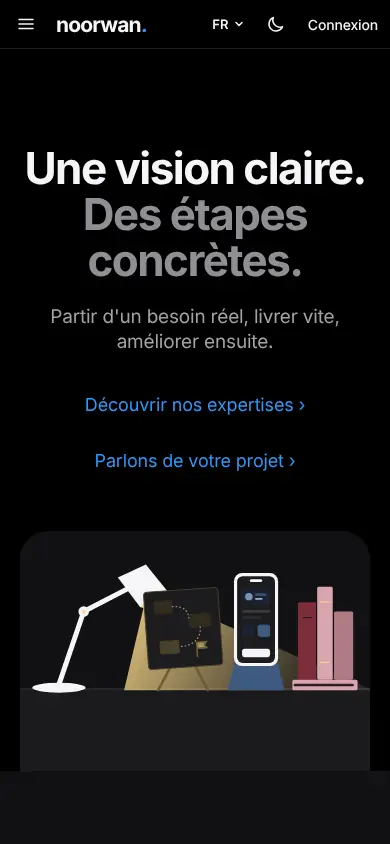 noorwan.
FR
Connexion
Une vision claire.
Des étapes
concrètes.
Partir d'un besoin réel, livrer vite,
améliorer ensuite.
Découvrir nos expertises ›
Parlons de votre projet ›